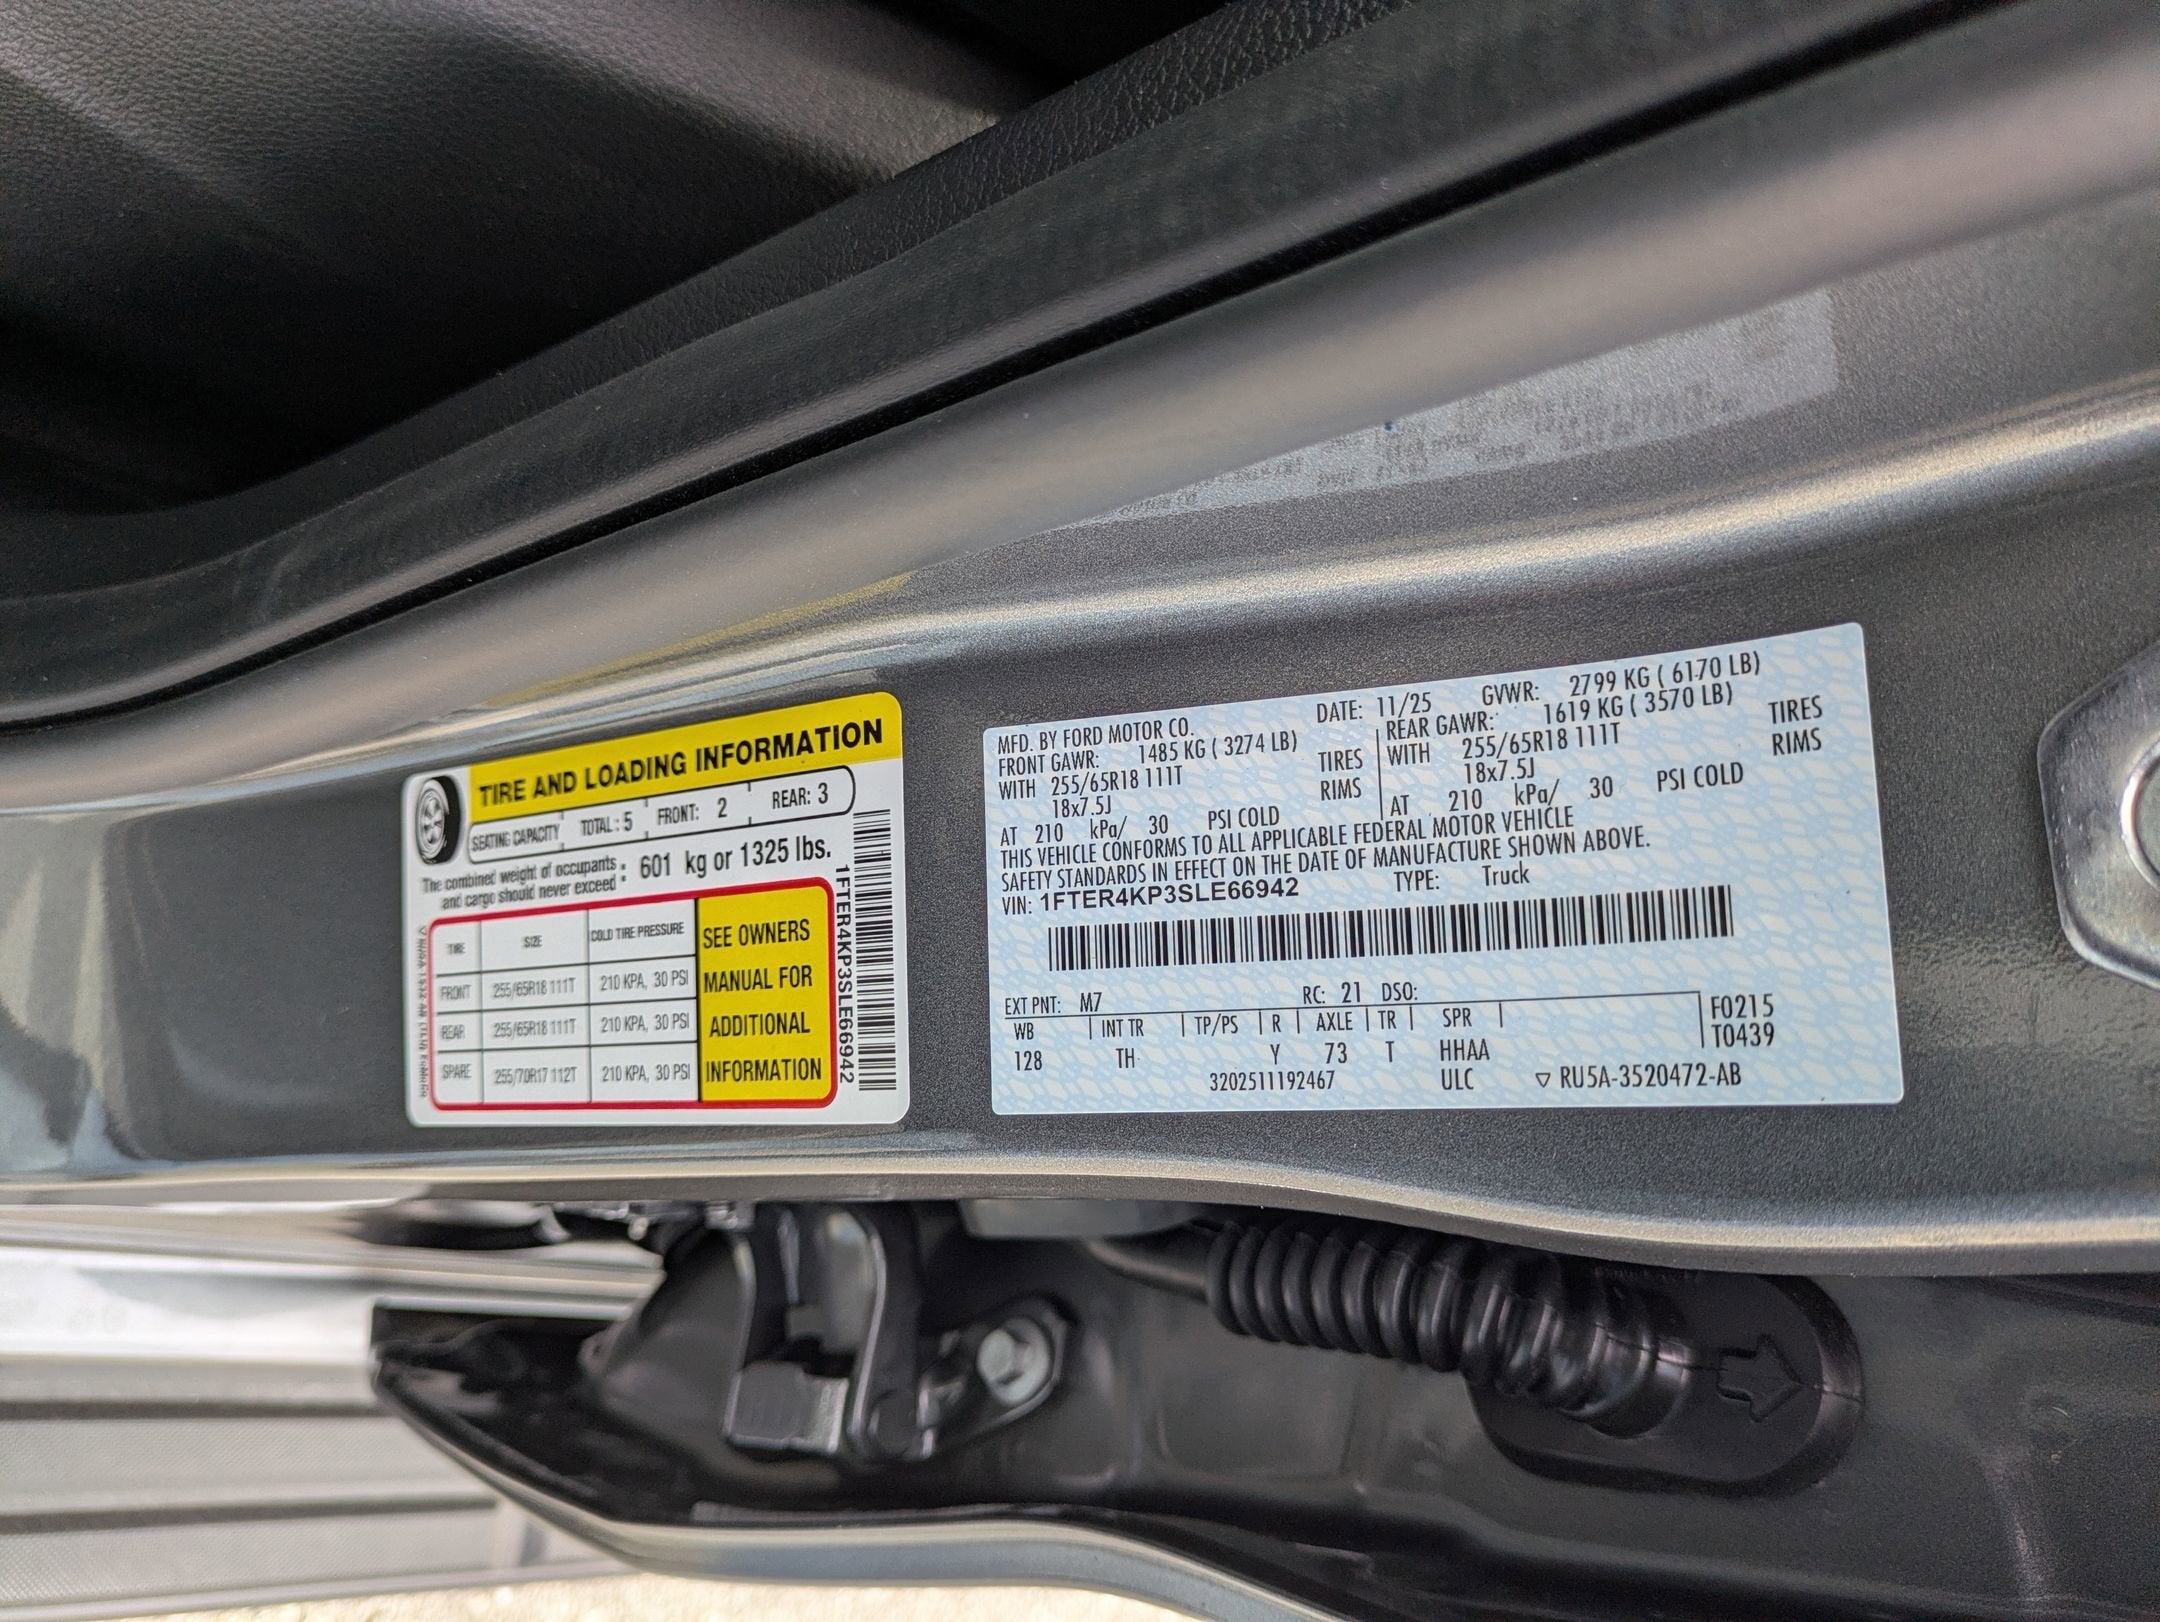 TIRE AND LOADING INFORMATION
SEATING CAPACITY TOTAL: 5 FRONT: 2 REAR: 3
The combined weight of occupants and cargo should never exceed : 601 kg or 1325 lbs.
TIRE SIZE COLD TIRE PRESSURE
FRONT 255/65R18 111T 210 KPA, 30 PSI
REAR 255/65R18 111T 210 KPA, 30 PSI
SPARE 255/70R17 112T 210 KPA, 30 PSI
SEE OWNERS
MANUAL FOR
ADDITIONAL
INFORMATION
1FTER4KP3SLE66942
MFD. BY FORD MOTOR CO. DATE: 11/25 GVWR: 2799 KG ( 6170 LB)
FRONT GAWR: 1485 KG ( 3274 LB) REAR GAWR: 1619 KG ( 3570 LB)
WITH 255/65R18 111T TIRES WITH 255/65R18 111T TIRES
18x7.5J RIMS 18x7.5J RIMS
AT 210 kPa/ 30 PSI COLD AT 210 kPa/ 30 PSI COLD
THIS VEHICLE CONFORMS TO ALL APPLICABLE FEDERAL MOTOR VEHICLE
SAFETY STANDARDS IN EFFECT ON THE DATE OF MANUFACTURE SHOWN ABOVE.
VIN: 1FTER4KP3SLE66942 TYPE: Truck
EXT PNT: M7 RC: 21 DSO:
WB INT TR TP/PS R AXLE TR SPR F0215
128 TH Y 73 T HHAA T0439
3202511192467 ULC ▽ RU5A-3520472-AB